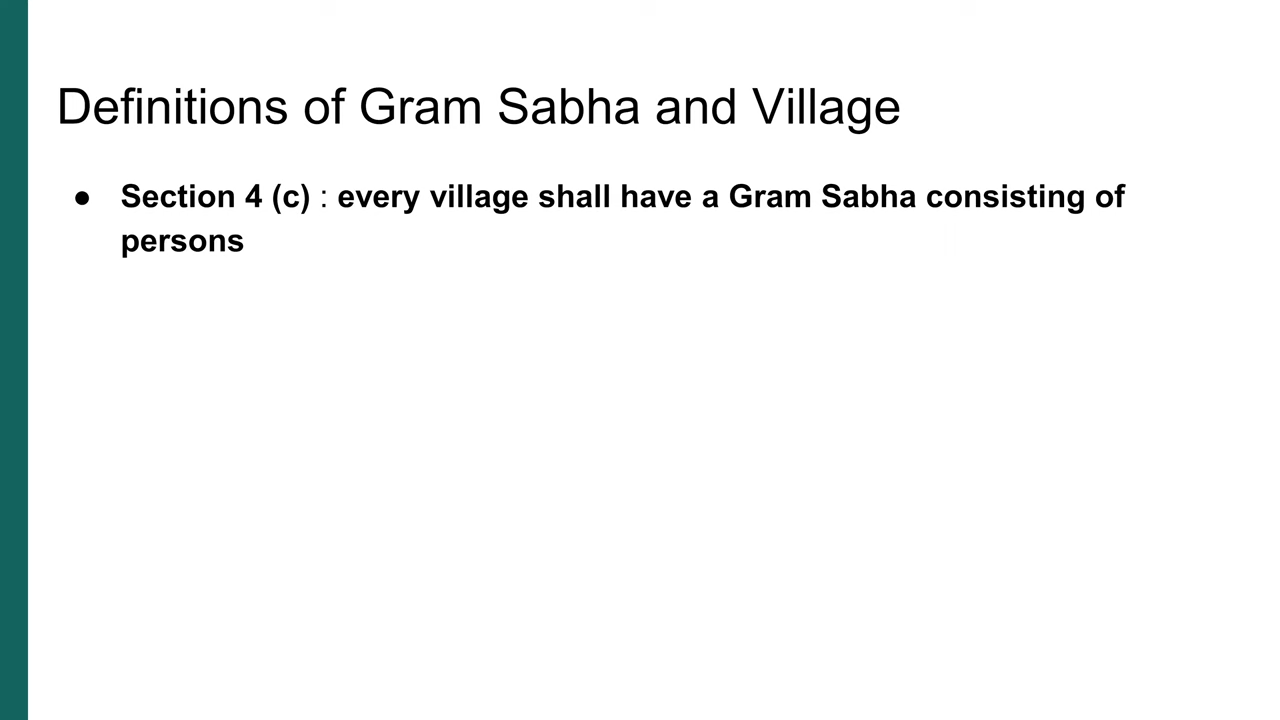 Definitions of Gram Sabha and Village
● Section 4 (c) : every village shall have a Gram Sabha consisting of
persons